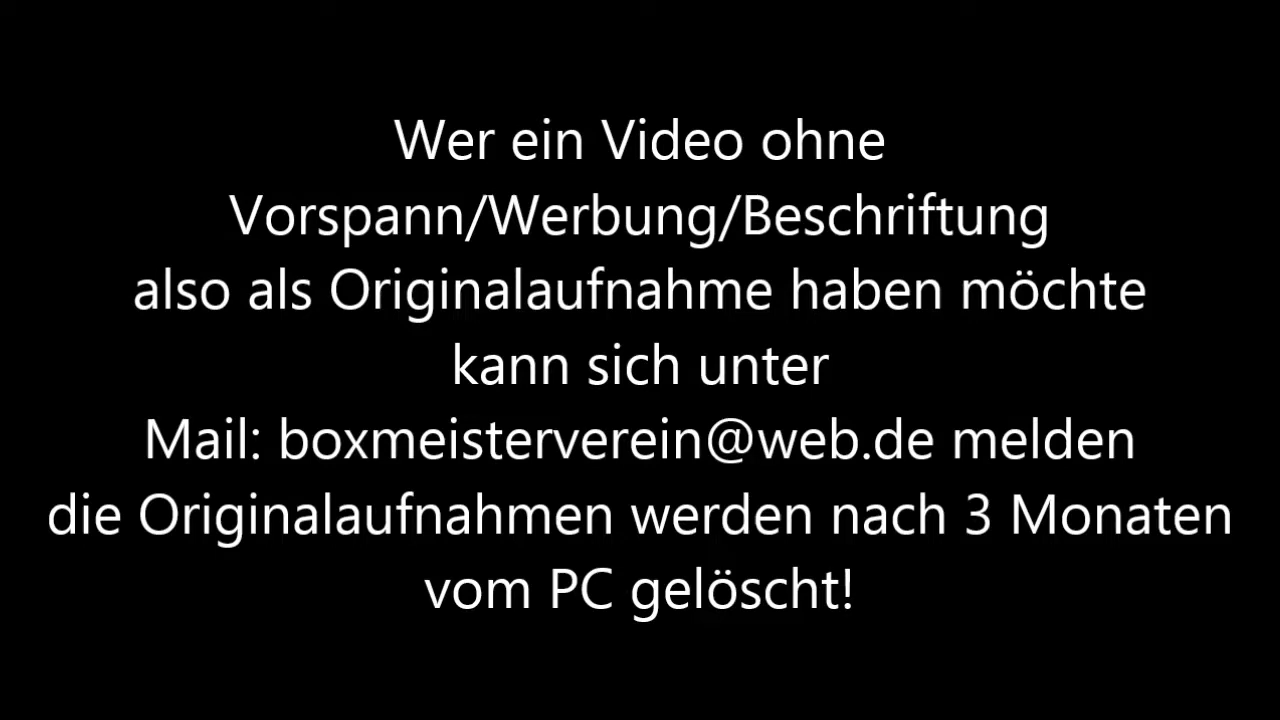 Wer ein Video ohne
Vorspann/Werbung/Beschriftung
also als Originalaufnahme haben möchte
kann sich unter
Mail: boxmeisterverein@web.de melden
die Originalaufnahmen werden nach 3 Monaten
vom PC gelöscht!